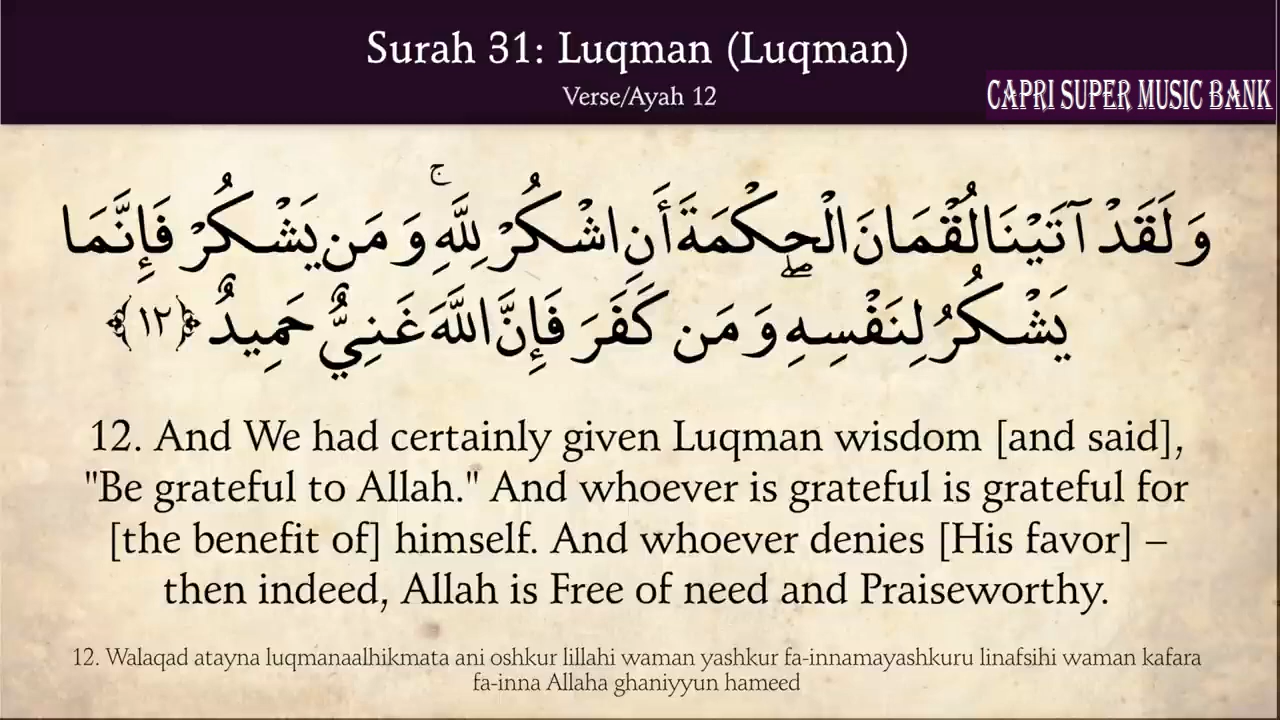 Surah 31: Luqman (Luqman)
Verse/Ayah 12
CAPRI SUPER MUSIC BANK
وَلَقَدْ آتَيْنَا لُقْمَانَ الْحِكْمَةَ أَنِ اشْكُرْ لِلَّهِ ۚ وَمَن يَشْكُرْ فَإِنَّمَا
يَشْكُرُ لِنَفْسِهِ ۖ وَمَن كَفَرَ فَإِنَّ اللَّهَ غَنِيٌّ حَمِيدٌ ﴿١٢﴾
12. And We had certainly given Luqman wisdom [and said],
"Be grateful to Allah." And whoever is grateful is grateful for
[the benefit of] himself. And whoever denies [His favor] –
then indeed, Allah is Free of need and Praiseworthy.
12. Walaqad atayna luqmanaalhikmata ani oshkur lillahi waman yashkur fa-innamayashkuru linafsihi waman kafara
fa-inna Allaha ghaniyyun hameed